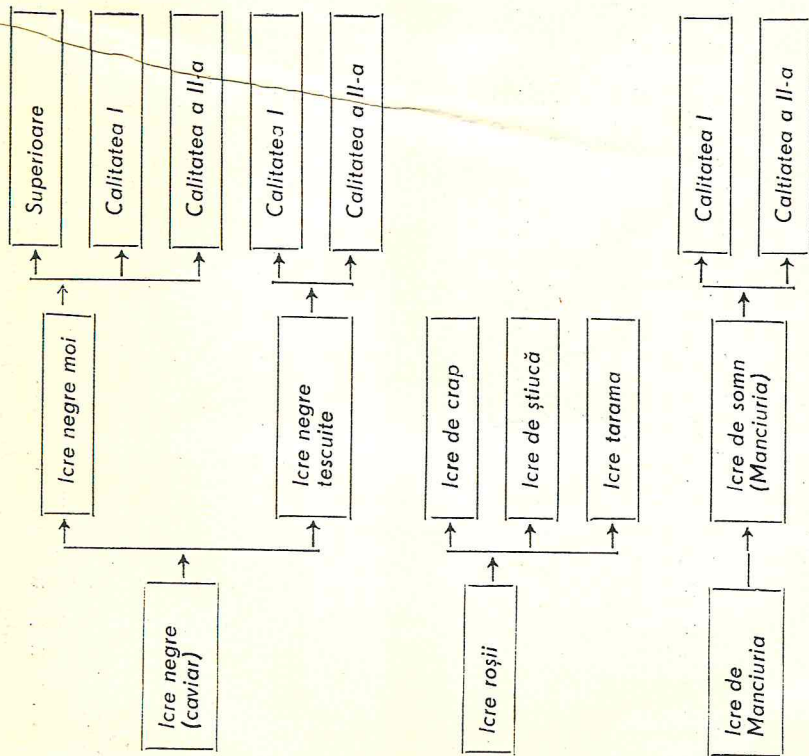 Icre negre
(caviar)
Icre negre moi
Superioare
Calitatea I
Calitatea a II-a
Icre negre
tescuite
Calitatea I
Calitatea a II-a
Icre roșii
Icre de crap
Icre de știucă
Icre tarama
Icre de
Manciuria
Icre de somn
(Manciuria)
Calitatea I
Caltiatea a II-a